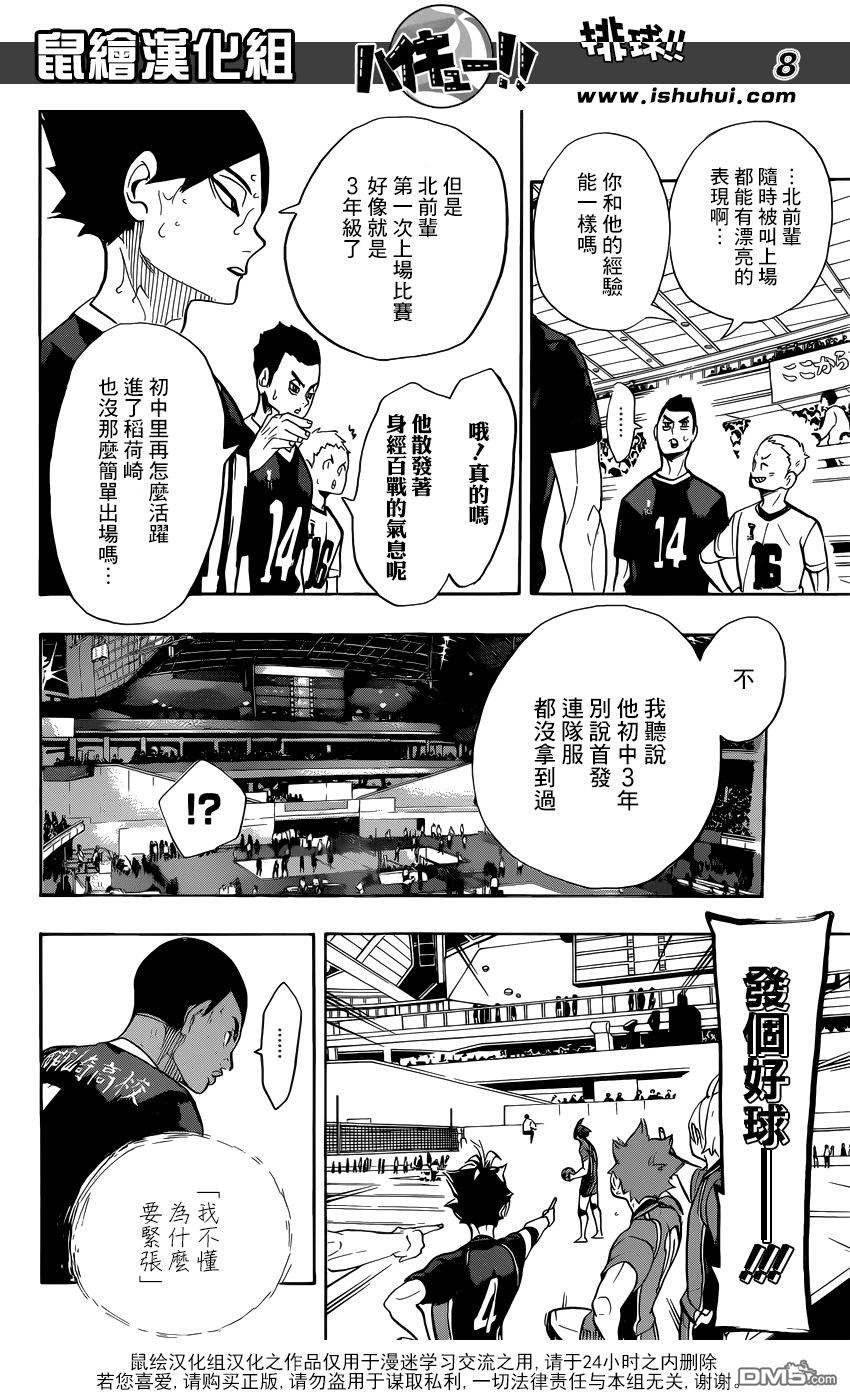 鼠繪漢化組
ハイキュー!!
排球!!
8
www.ishuhui.com
…北前輩
隨時被叫上場
都能有漂亮的
表現啊…
你和他的經驗
能一樣嗎
ここから
……
14
16
但是
北前輩
第一次上場比賽
好像就是
3年級了
哦！真的嗎
他散發著
身經百戰的氣息呢
初中里再怎麼活躍
進了稻荷崎
也沒那麼簡單出場嗎…
1
14
16
不
我聽說
他初中3年
別說首發
連隊服
都沒拿到過
!?
發個好球——!!!
4
……
崎高校
「我不懂
為什麼
要緊張」
鼠绘汉化组汉化之作品仅用于漫迷学习交流之用,请于24小时之内删除
若您喜爱,请购买正版,请勿盗用于谋取私利,一切法律责任与本组无关,谢谢。
DM5.com